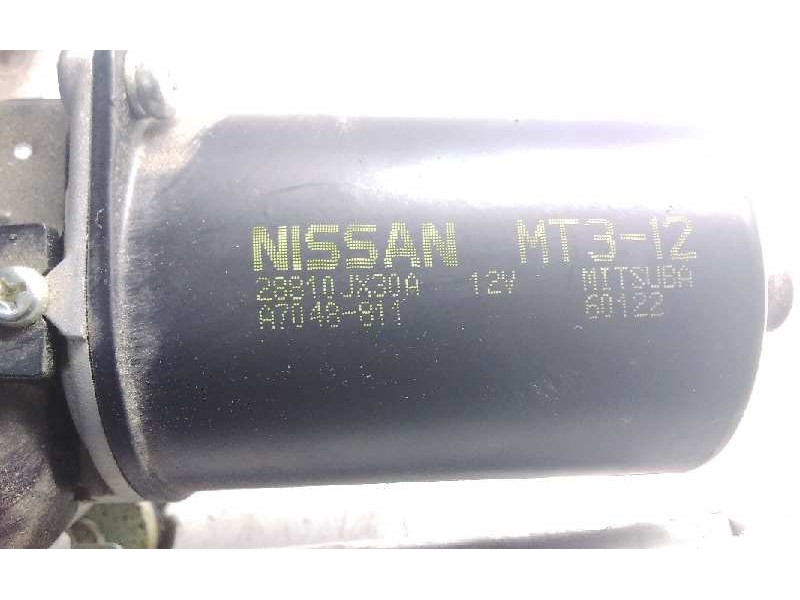 NISSAN MT3-12
28810JX30A 12V MITSUBA
A7048-811 60122